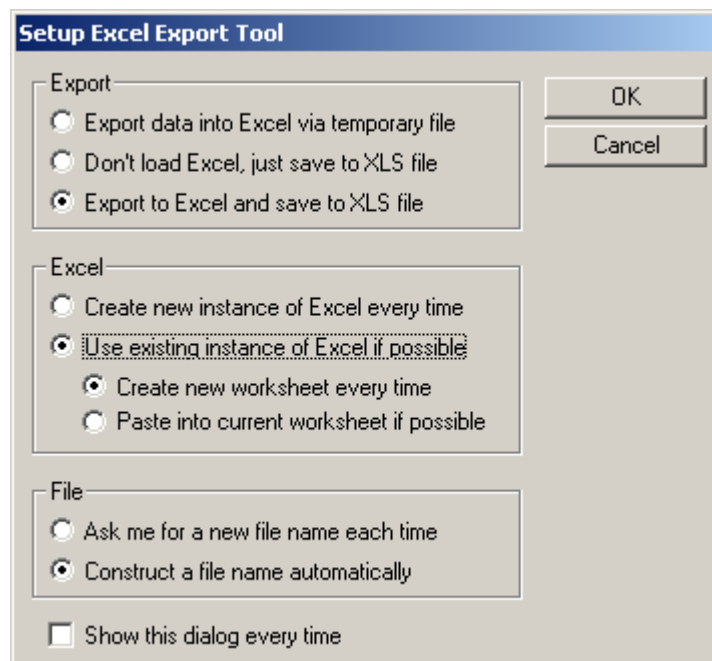 Setup Excel Export Tool
Export
Export data into Excel via temporary file
Don't load Excel, just save to XLS file
Export to Excel and save to XLS file
OK
Cancel
Excel
Create new instance of Excel every time
Use existing instance of Excel if possible
Create new worksheet every time
Paste into current worksheet if possible
File
Ask me for a new file name each time
Construct a file name automatically
Show this dialog every time